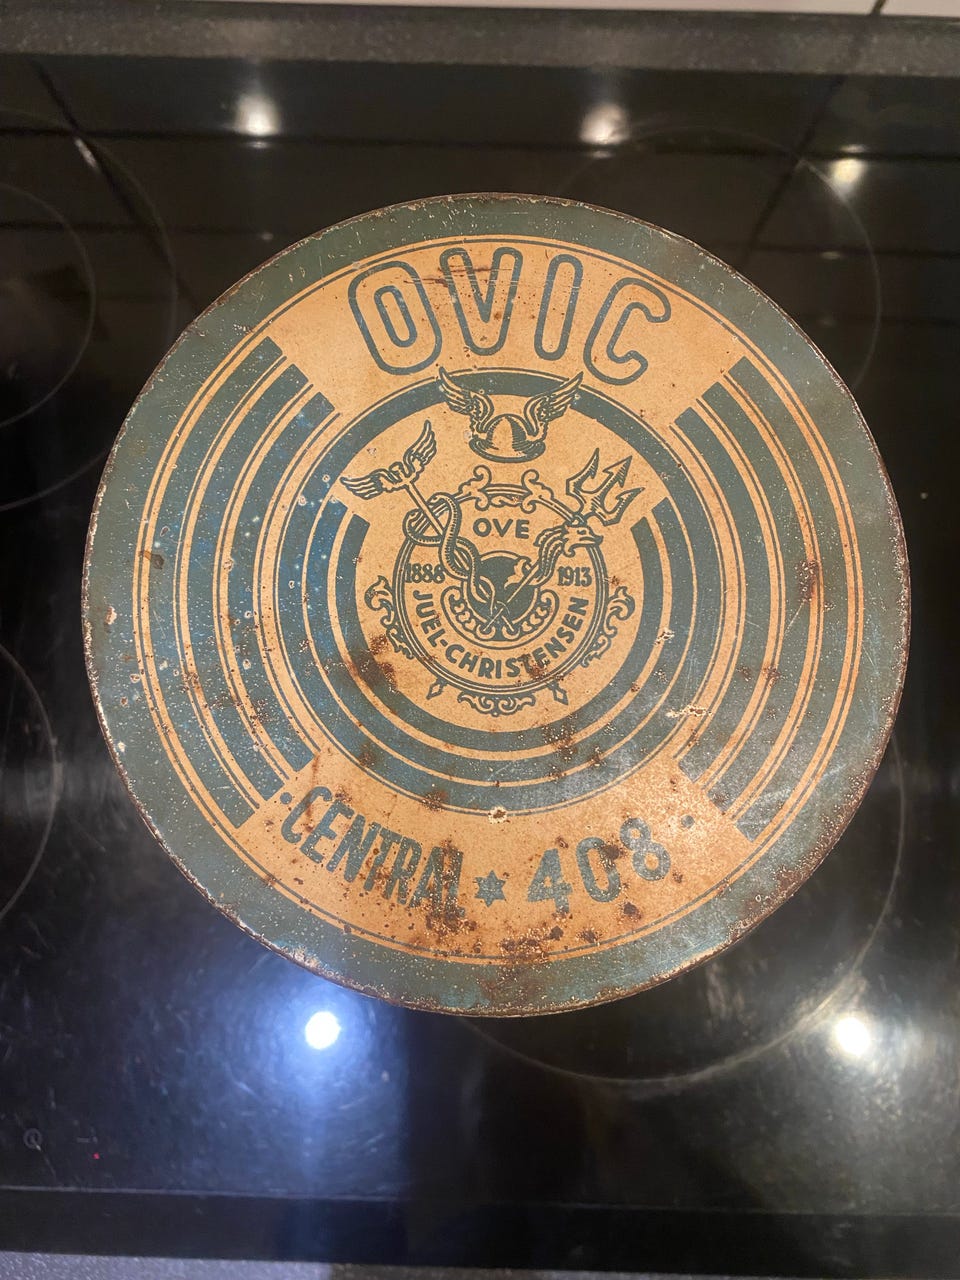 OVIC
OVE
1888 1913
JUEL-CHRISTENSEN
CENTRAL ★ 408